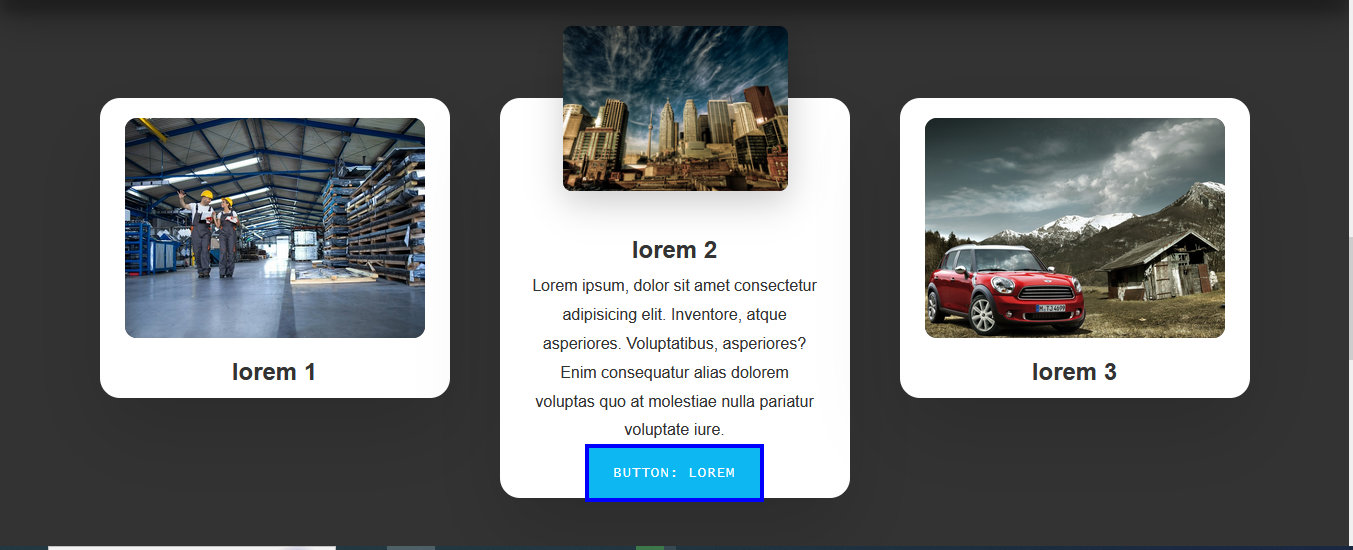 lorem 1
lorem 2
Lorem ipsum, dolor sit amet consectetur
adipisicing elit. Inventore, atque
asperiores. Voluptatibus, asperiores?
Enim consequatur alias dolorem
voluptas quo at molestiae nulla pariatur
voluptate iure.
BUTTON: LOREM
lorem 3